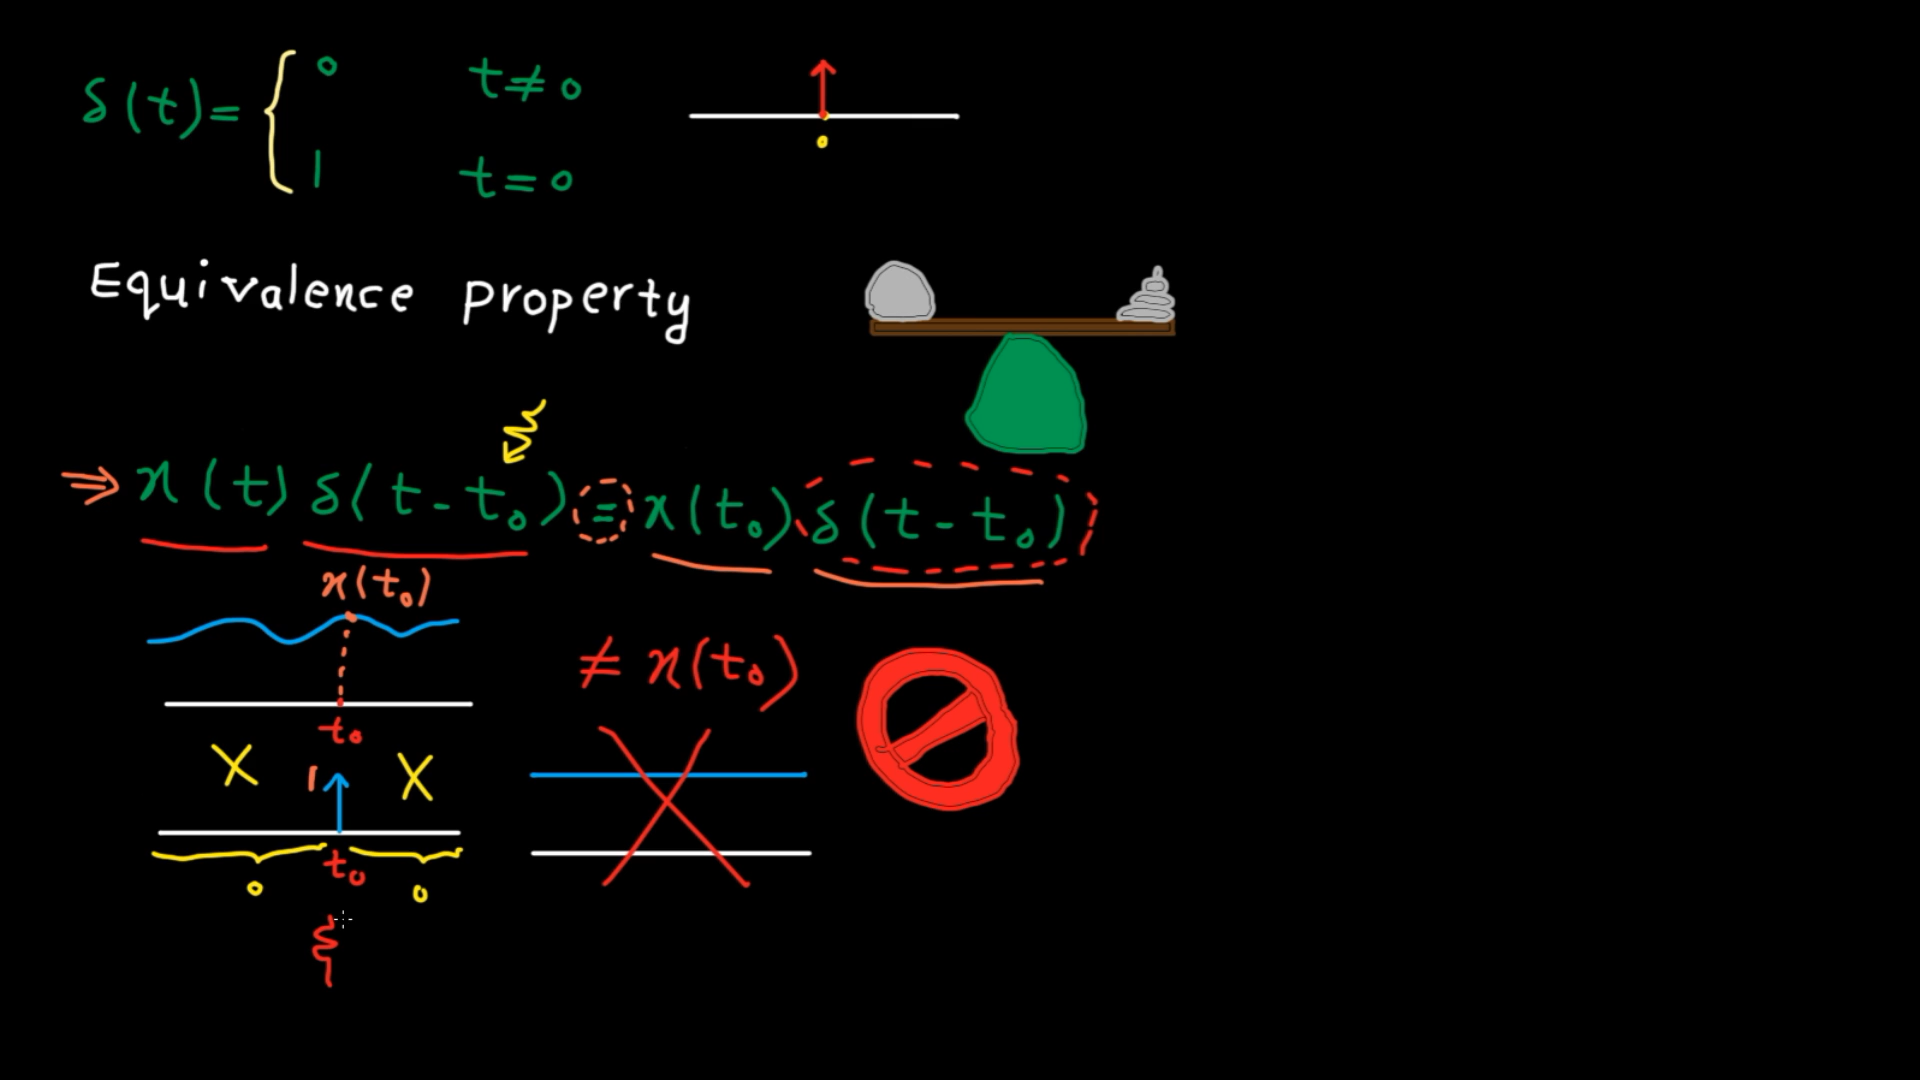 δ(t) = { 0 t≠0
1 t=0
0
Equivalence property
⇒ x(t) δ(t-t₀) = x(t₀) δ(t-t₀)
x(t₀)
≠ x(t₀)
t₀
X 1 X
t₀
0 0